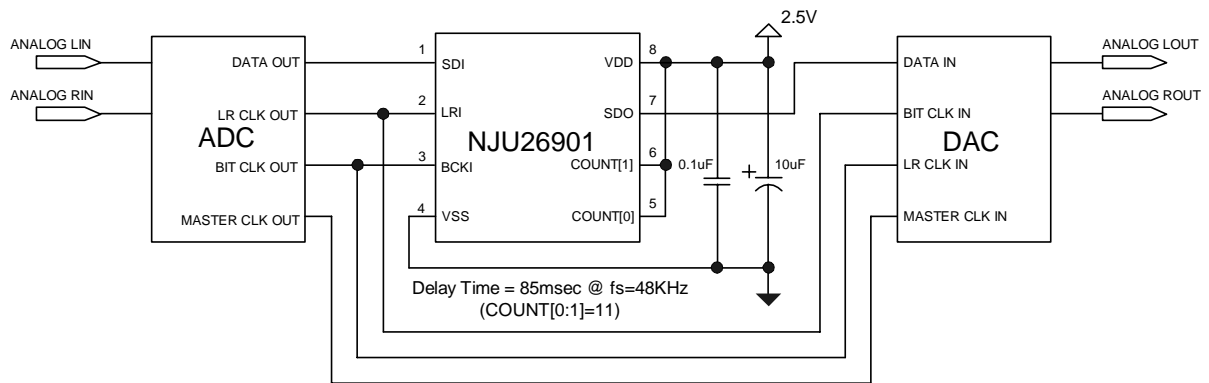 2.5V
ANALOG LIN
ANALOG RIN
DATA OUT
LR CLK OUT
ADC
BIT CLK OUT
MASTER CLK OUT
1
2
3
4
SDI
LRI
NJU26901
BCKI
VSS
VDD
SDO
COUNT[1]
COUNT[0]
8
7
6
5
0.1uF
+
10uF
DATA IN
BIT CLK IN
DAC
LR CLK IN
MASTER CLK IN
ANALOG LOUT
ANALOG ROUT
Delay Time = 85msec @ fs=48KHz
(COUNT[0:1]=11)